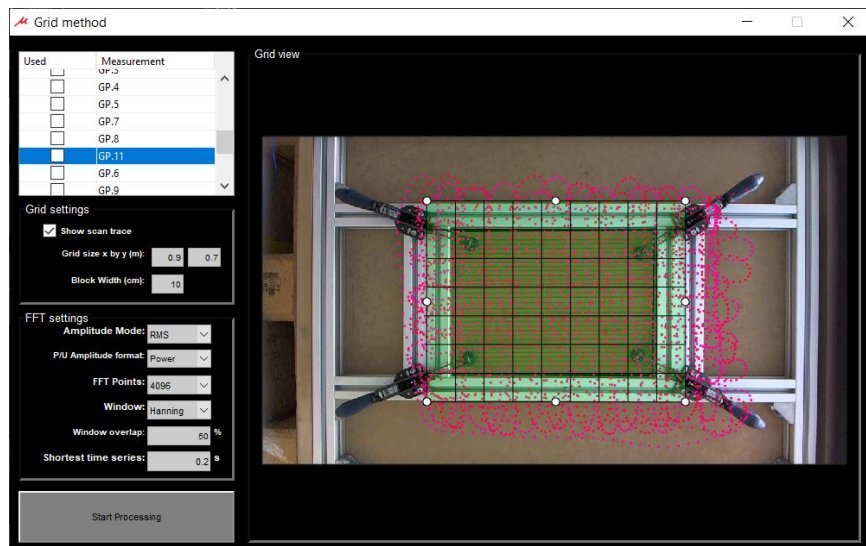 Grid method
Used Measurement
GP.4
GP.5
GP.7
GP.8
GP.11
GP.6
GP.9
Grid settings
Show scan trace
Grid size x by y (m): 0.9 0.7
Block Width (cm): 10
FFT settings
Amplitude Mode: RMS
P/U Amplitude format: Power
FFT Points: 4096
Window: Hanning
Window overlap: 50 %
Shortest time series: 0.2 s
Start Processing
Grid view